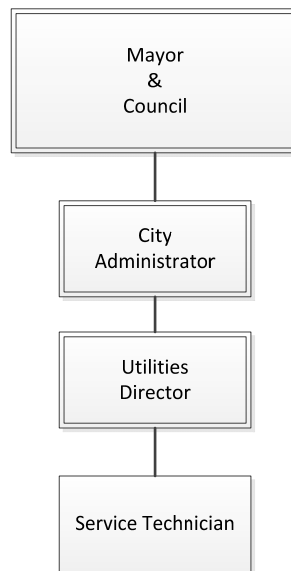 Mayor
&
Council
City
Administrator
Utilities
Director
Service Technician